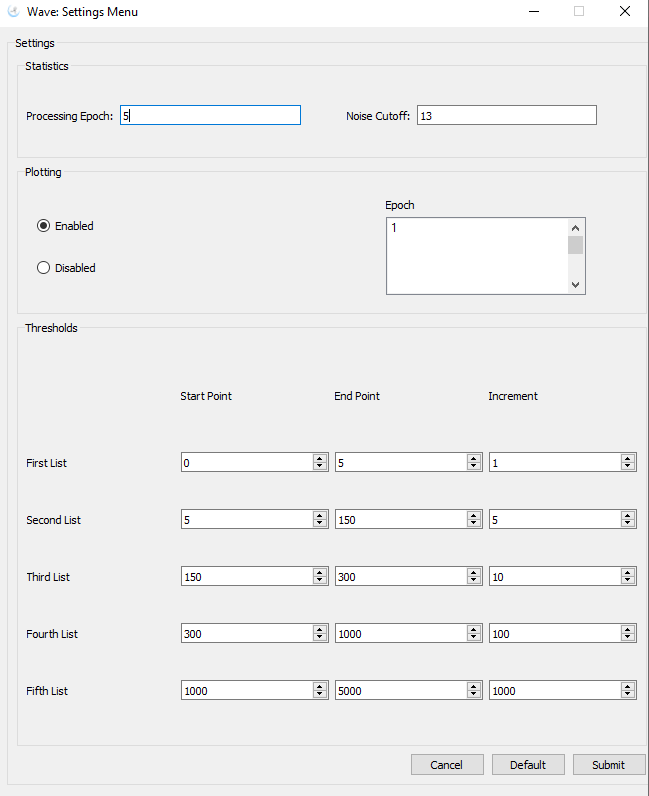 Wave: Settings Menu
Settings
Statistics
Processing Epoch: 5 Noise Cutoff: 13
Plotting
Epoch
Enabled 1
Disabled
Thresholds
Start Point End Point Increment
First List 0 5 1
Second List 5 150 5
Third List 150 300 10
Fourth List 300 1000 100
Fifth List 1000 5000 1000
Cancel Default Submit